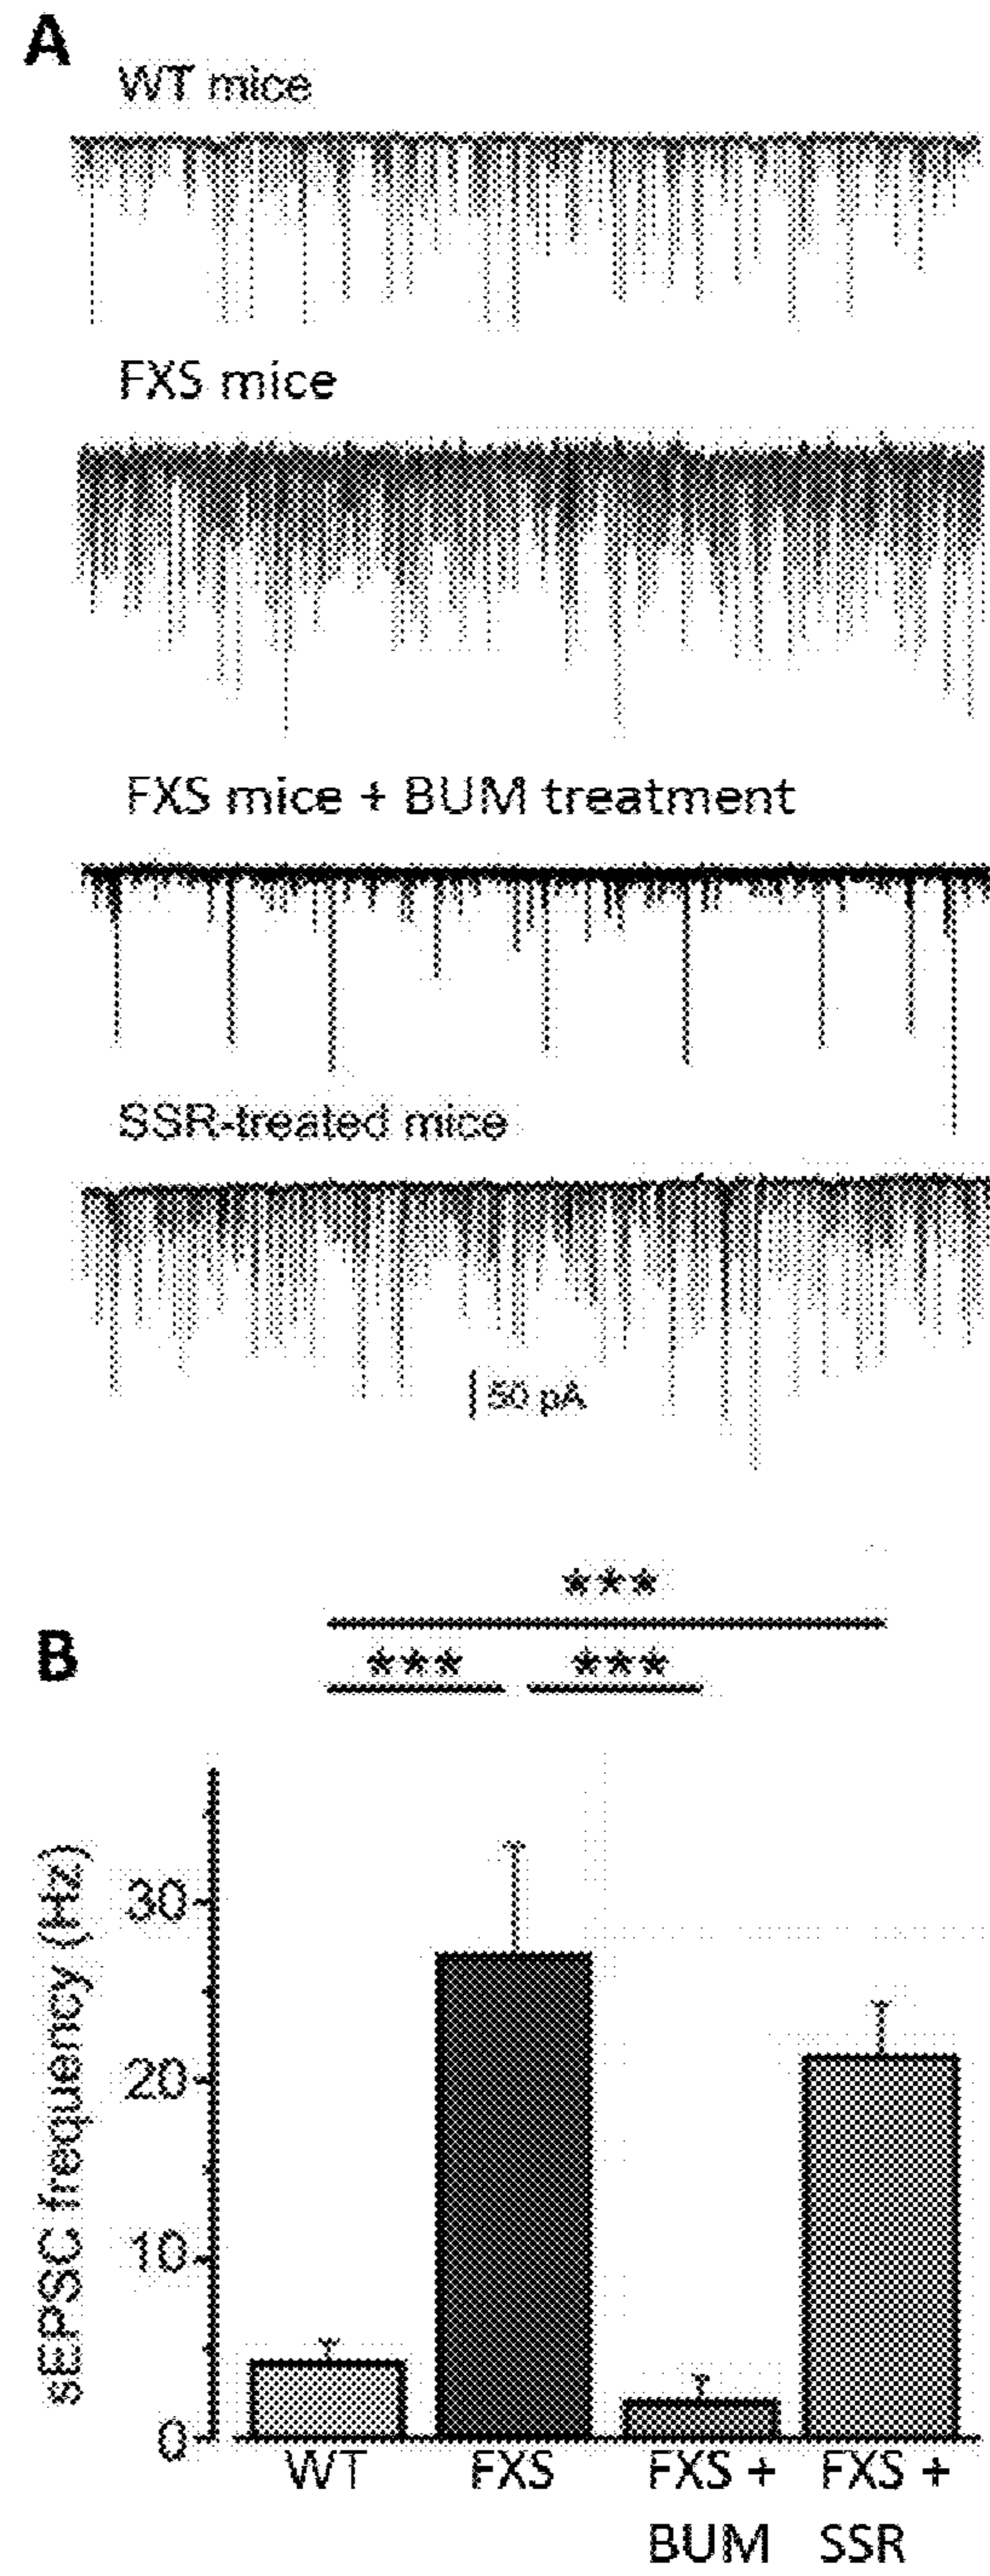 A
WT mice
FXS mice
FXS mice + BUM treatment
SSR-treated mice
50 pA
***
B
*** ***
sEPSC frequency (Hz)
30
20
10
0
WT FXS FXS + FXS +
BUM SSR